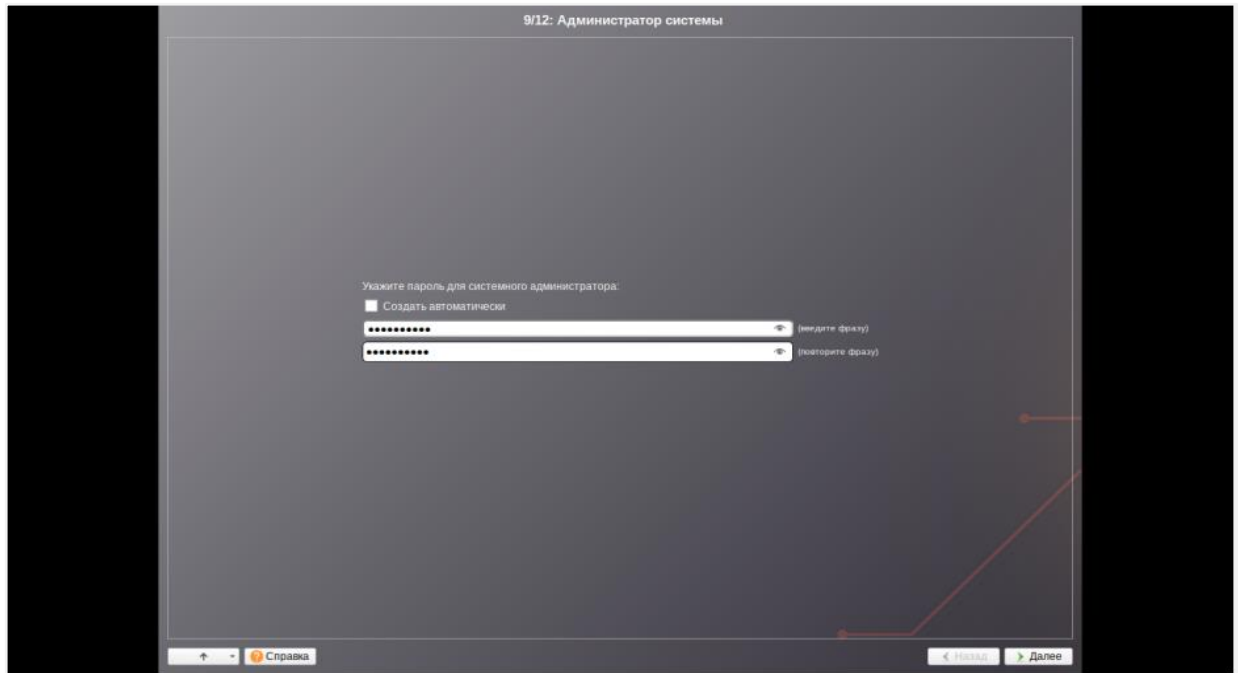 9/12: Администратор системы
Укажите пароль для системного администратора:
Создать автоматически
•••••••••• (введите фразу)
•••••••••• (повторите фразу)
Справка
Назад
Далее